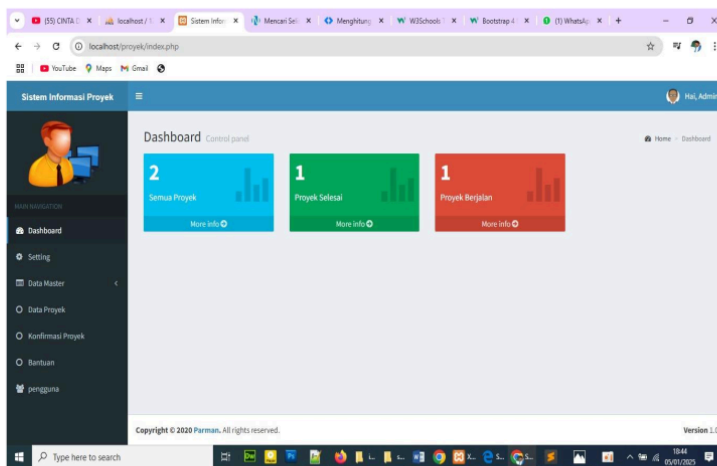 (55) CINTA
localhost / 1
Sistem Infor
Mencari Sel
Menghitung
W3Schools
Bootstrap 4
(1) WhatsAp
localhost/proyek/index.php
YouTube
Maps
Gmail
Sistem Informasi Proyek
Hai, Admin
Dashboard Control panel
Home > Dashboard
2
Semua Proyek
More info
1
Proyek Selesai
More info
1
Proyek Berjalan
More info
MAIN NAVIGATION
Dashboard
Setting
Data Master
Data Proyek
Konfirmasi Proyek
Bantuan
pengguna
Copyright © 2020 Parman. All rights reserved.
Version 1.0
Type here to search
18:44
05/01/2025